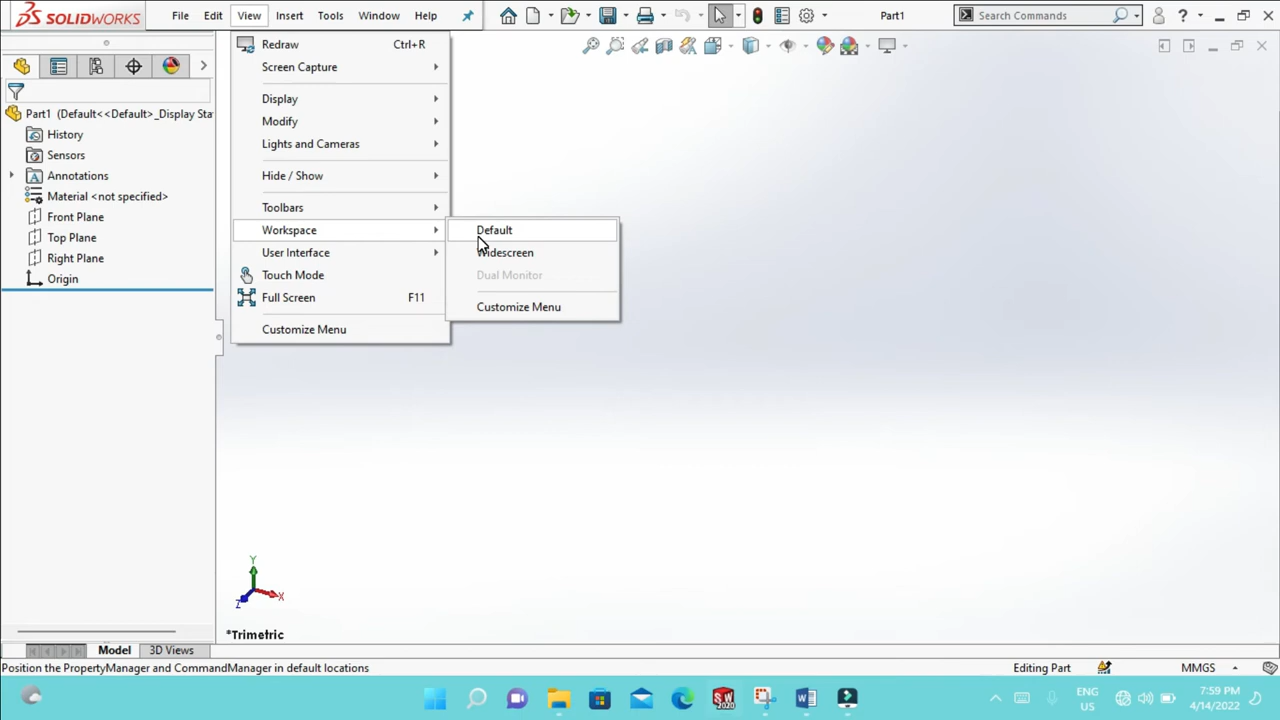 SOLIDWORKS File Edit View Insert Tools Window Help Part1 Search Commands ?
Redraw Ctrl+R
Screen Capture
Display
Modify
Lights and Cameras
Hide / Show
Toolbars
Workspace
User Interface
Touch Mode
Full Screen F11
Customize Menu
Default
Widescreen
Dual Monitor
Customize Menu
Part1 (Default<<Default>_Display Sta
History
Sensors
Annotations
Material <not specified>
Front Plane
Top Plane
Right Plane
Origin
Y
X
Z
*Trimetric
Model 3D Views
Position the PropertyManager and CommandManager in default locations Editing Part MMGS
SW 2020 W ENG US 7:59 PM 4/14/2022